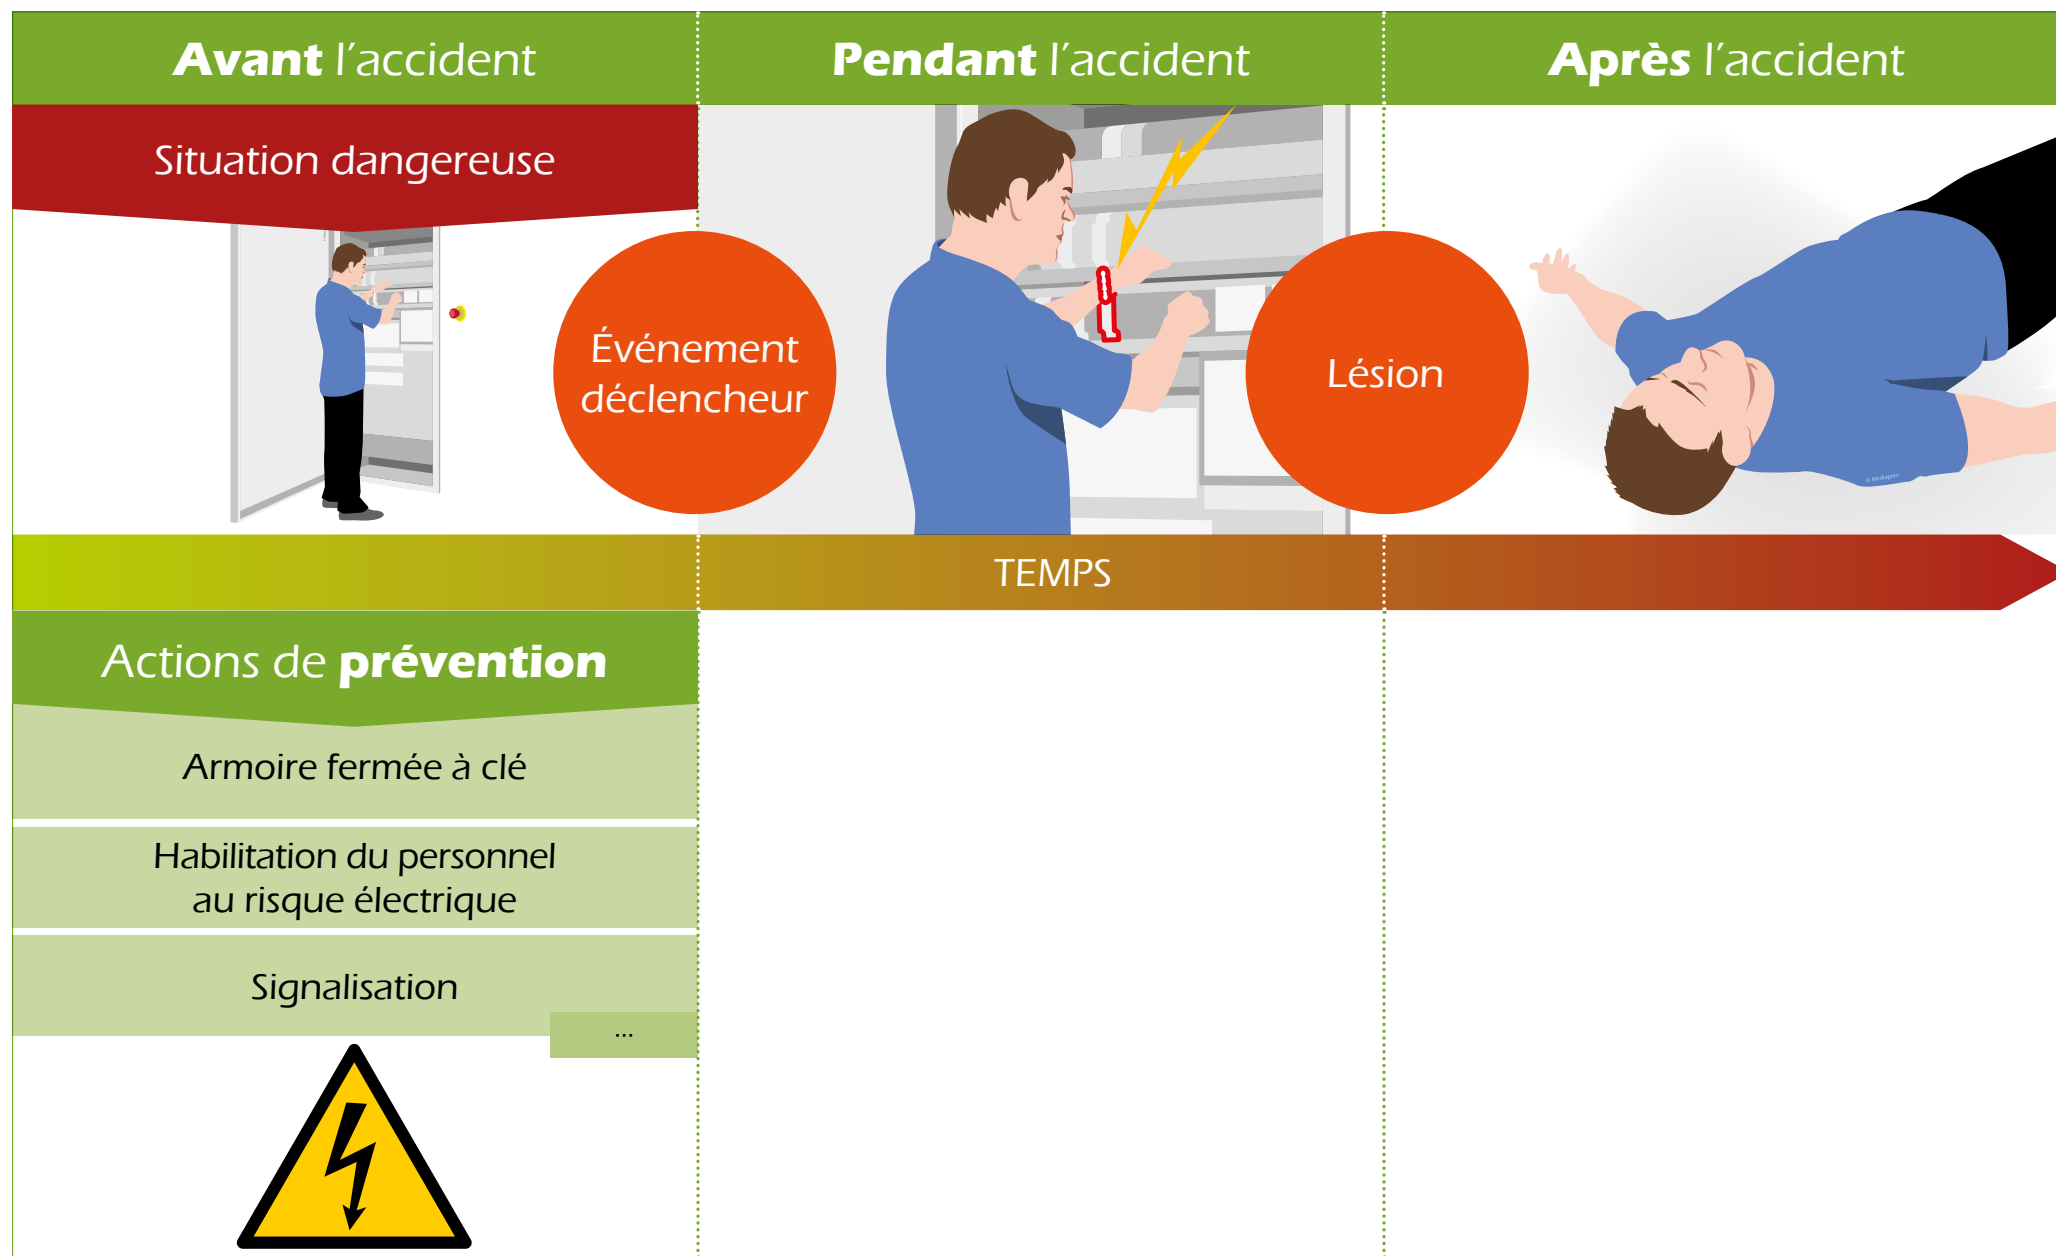 Avant l'accident
Pendant l'accident
Après l'accident
Situation dangereuse
Événement
déclencheur
Lésion
© Mediaprev
TEMPS
Actions de prévention
Armoire fermée à clé
Habilitation du personnel
au risque électrique
Signalisation
...